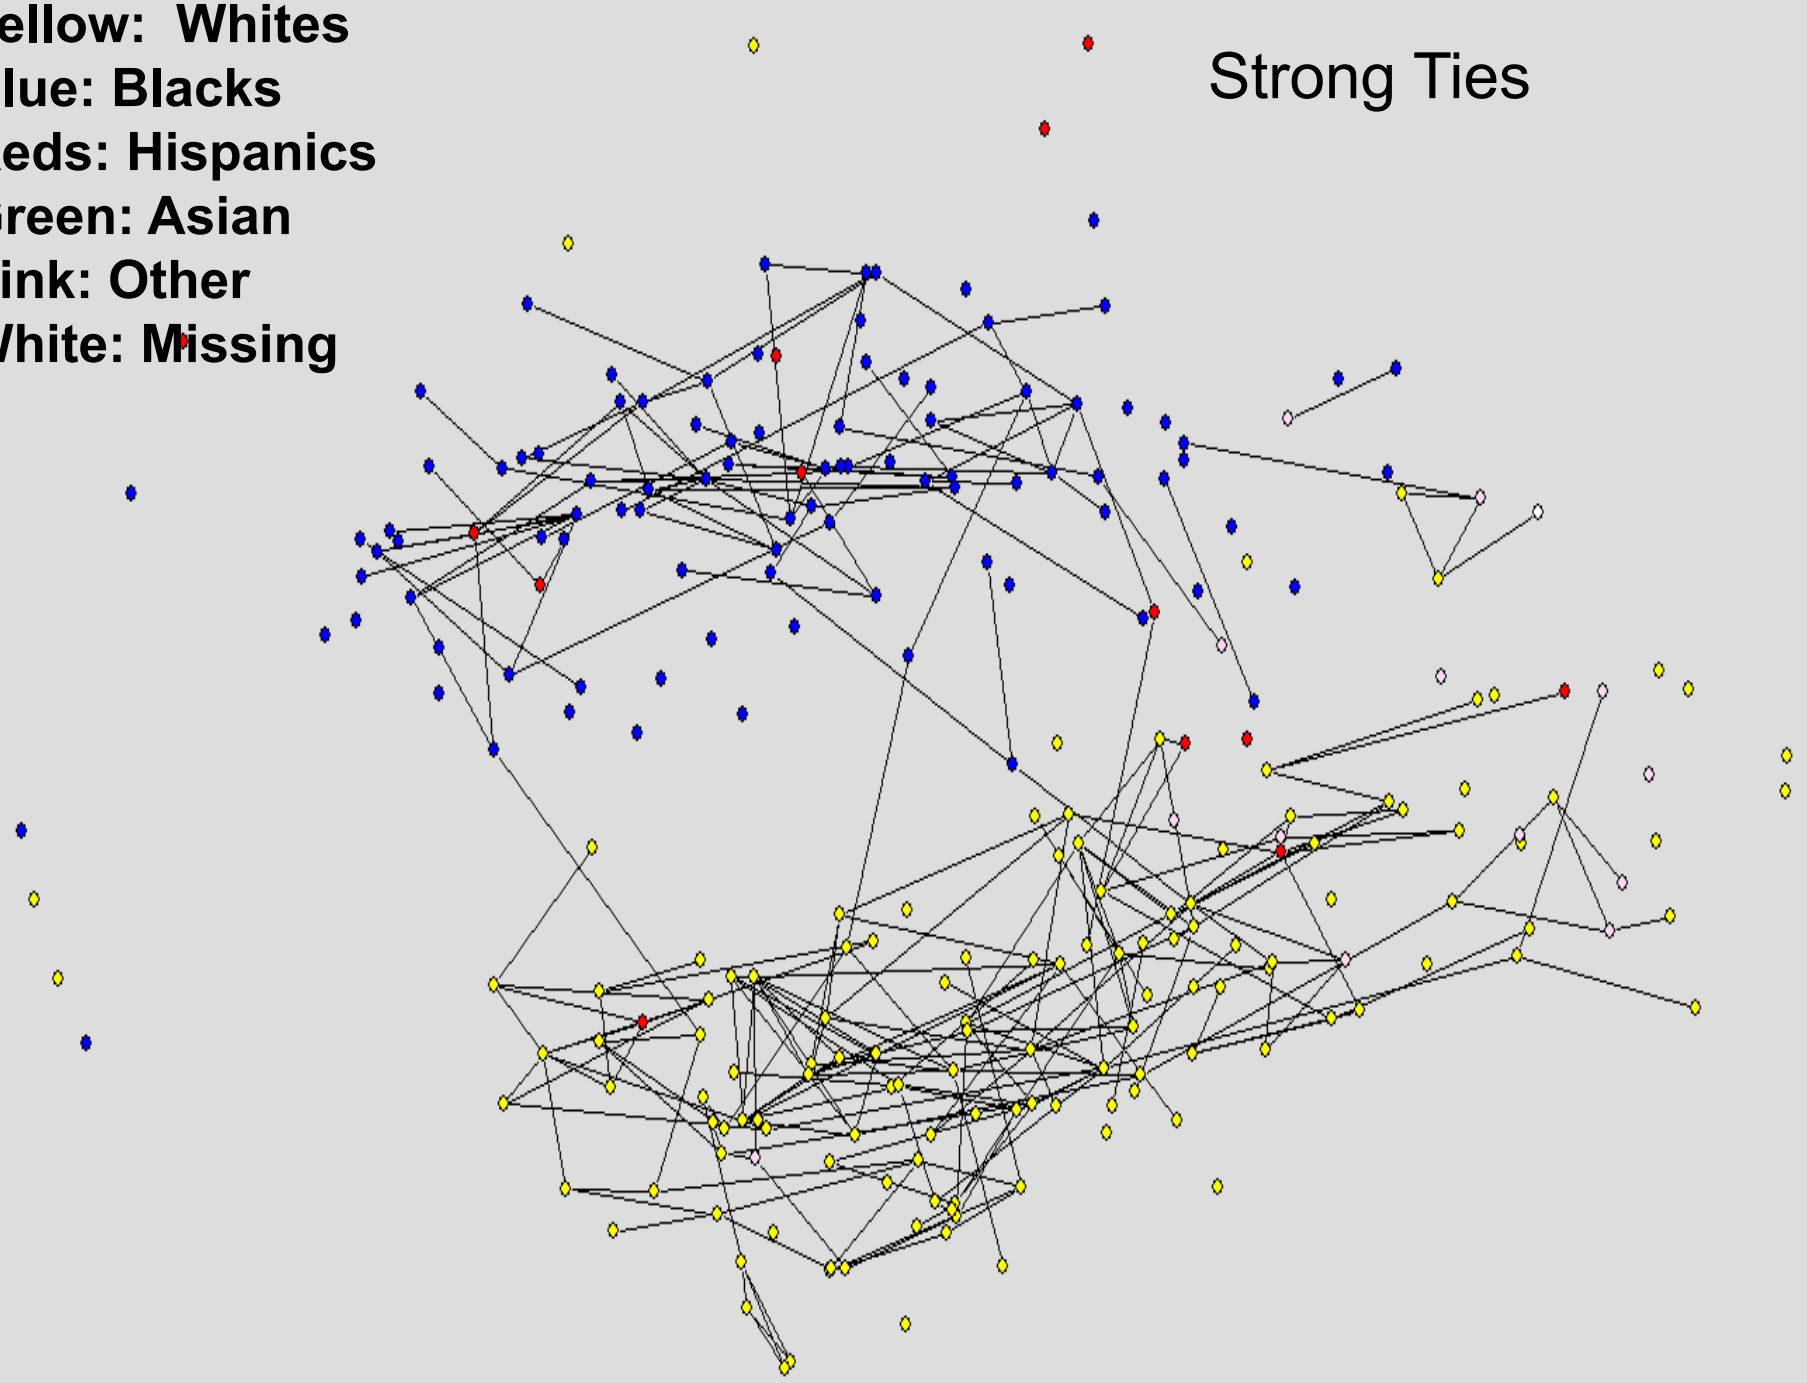 ellow: Whites
lue: Blacks
eds: Hispanics
reen: Asian
ink: Other
hite: Missing
Strong Ties